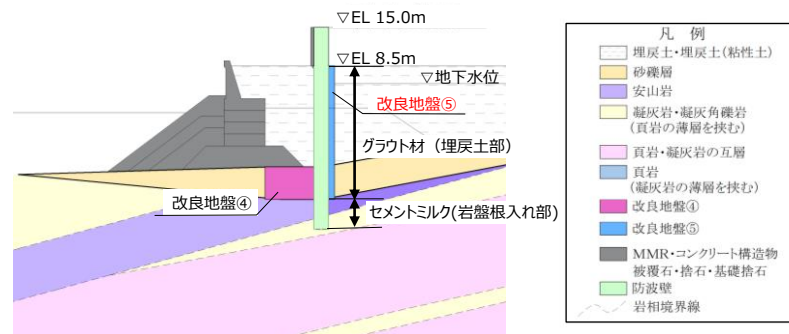 ▽EL 15.0m
▽EL 8.5m
▽地下水位
改良地盤⑤
グラウト材（埋戻土部）
改良地盤④
セメントミルク(岩盤根入れ部)
凡 例
埋戻土・埋戻土(粘性土)
砂礫層
安山岩
凝灰岩・凝灰角礫岩
(頁岩の薄層を挟む)
頁岩・凝灰岩の互層
頁岩
(凝灰岩の薄層を挟む)
改良地盤④
改良地盤⑤
MMR・コンクリート構造物
被覆石・捨石・基礎捨石
防波壁
岩相境界線